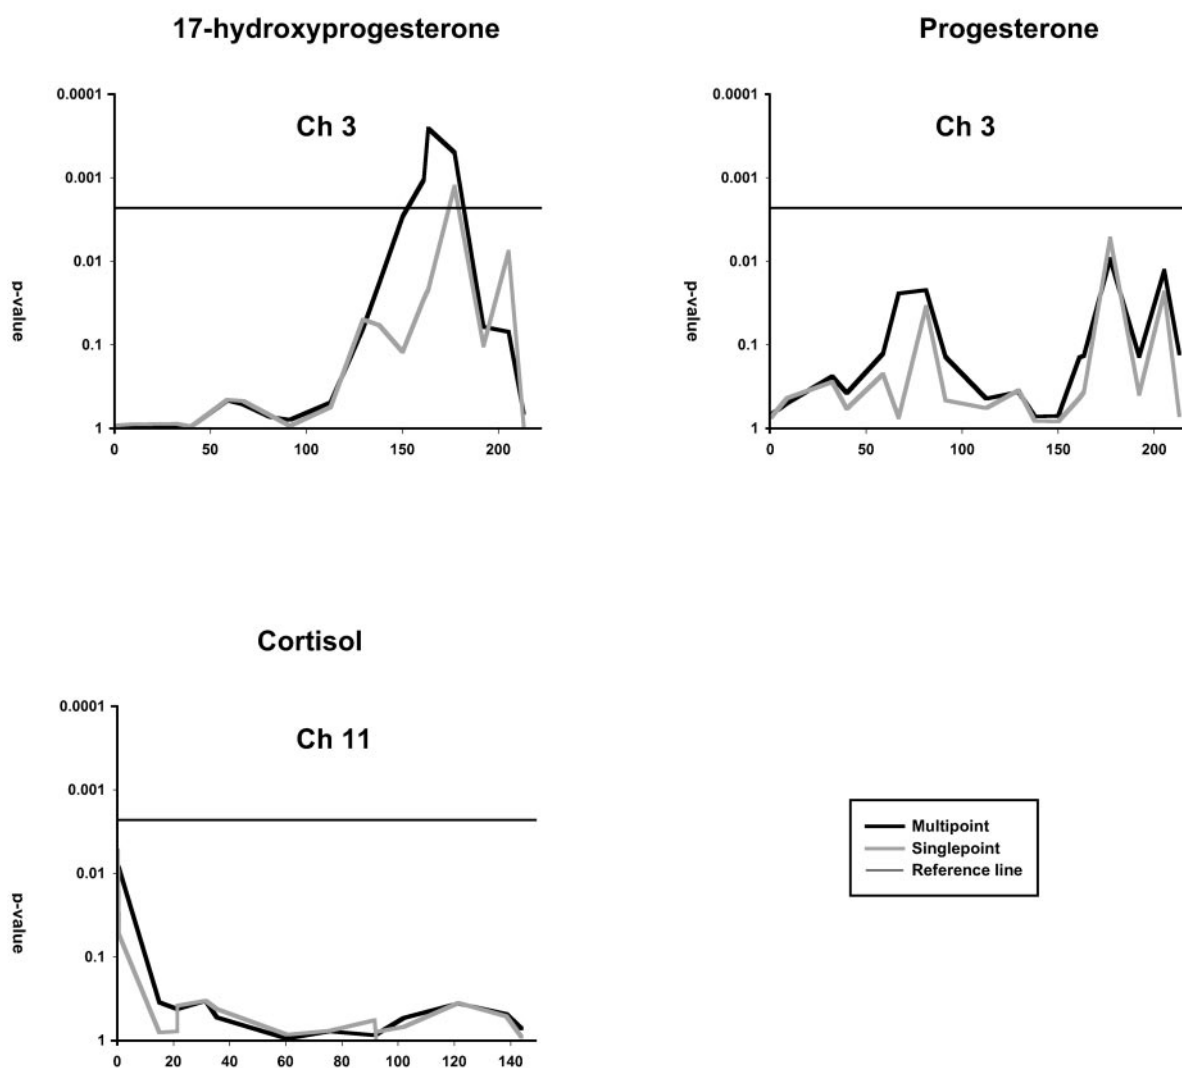 17-hydroxyprogesterone
Ch 3
p-value
0.0001
0.001
0.01
0.1
1
0 50 100 150 200
Progesterone
Ch 3
p-value
0.0001
0.001
0.01
0.1
1
0 50 100 150 200
Cortisol
Ch 11
p-value
0.0001
0.001
0.01
0.1
1
0 20 40 60 80 100 120 140
Multipoint
Singlepoint
Reference line